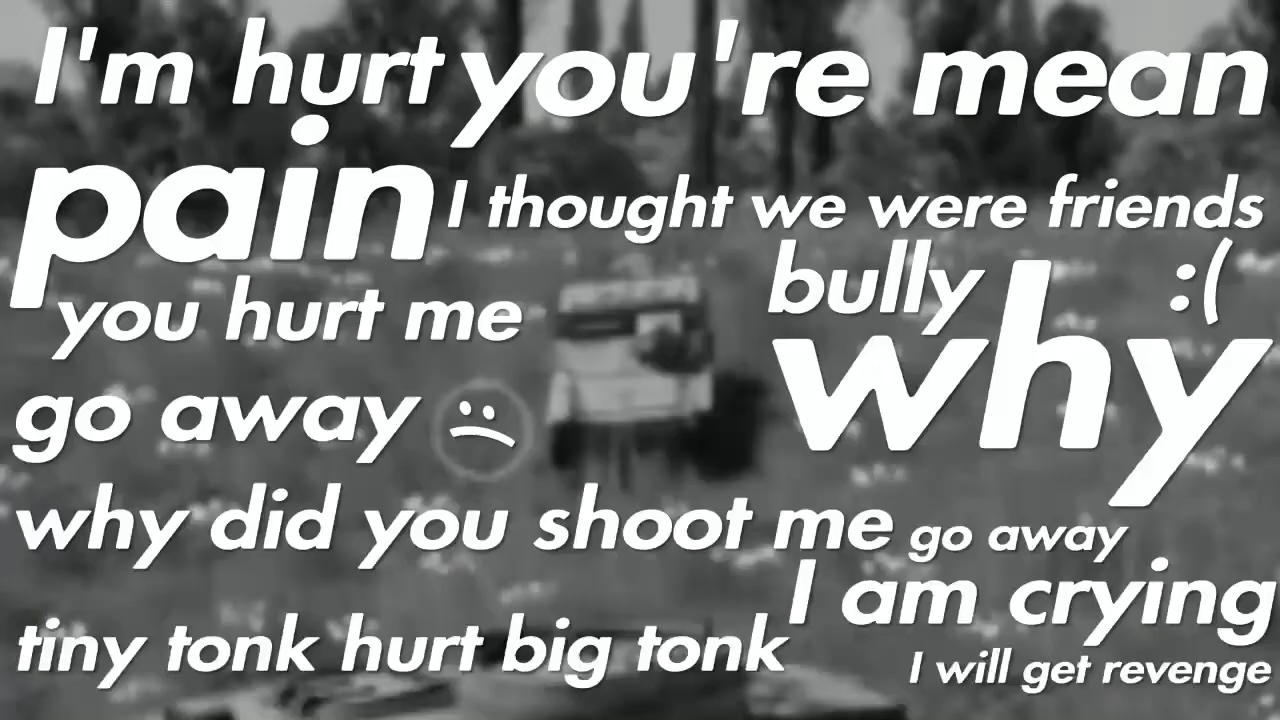 I'm hurt you're mean
pain
I thought we were friends
bully
:(
you hurt me
why
go away
why did you shoot me
go away
I am crying
tiny tonk hurt big tonk
I will get revenge